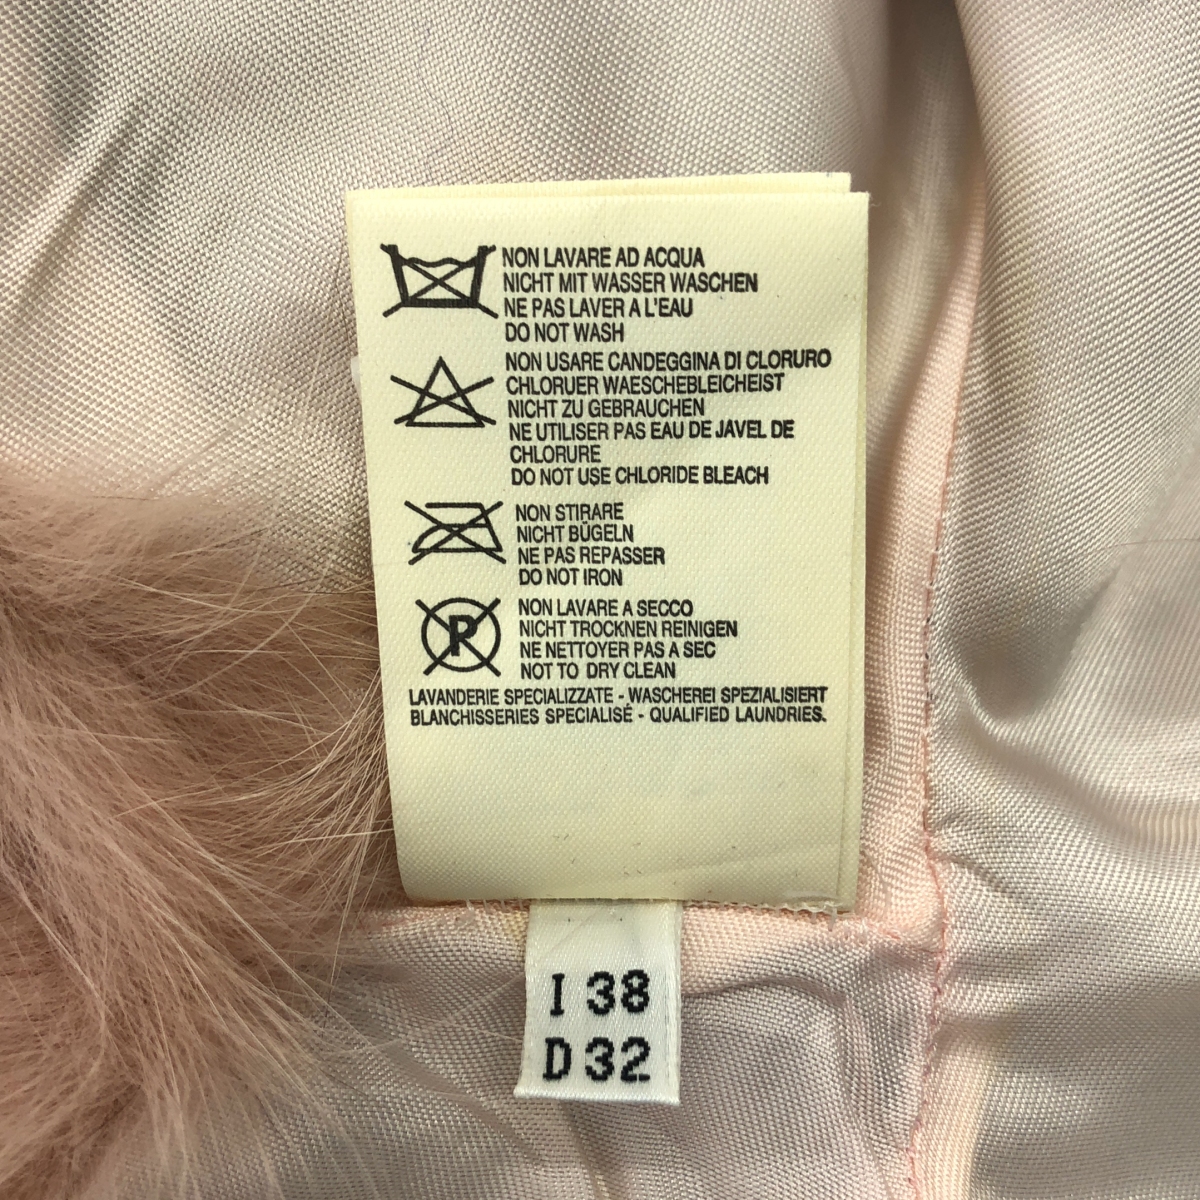 NON LAVARE AD ACQUA
NICHT MIT WASSER WASCHEN
NE PAS LAVER A L'EAU
DO NOT WASH
NON USARE CANDEGGINA DI CLORURO
CHLORUER WAESCHEBLEICHEIST
NICHT ZU GEBRAUCHEN
NE UTILISER PAS EAU DE JAVEL DE
CHLORURE
DO NOT USE CHLORIDE BLEACH
NON STIRARE
NICHT BÜGELN
NE PAS REPASSER
DO NOT IRON
P
NON LAVARE A SECCO
NICHT TROCKNEN REINIGEN
NE NETTOYER PAS A SEC
NOT TO DRY CLEAN
LAVANDERIE SPECIALIZZATE - WASCHEREI SPEZIALISIERT
BLANCHISSERIES SPECIALISÉ - QUALIFIED LAUNDRIES.
I 38
D 32